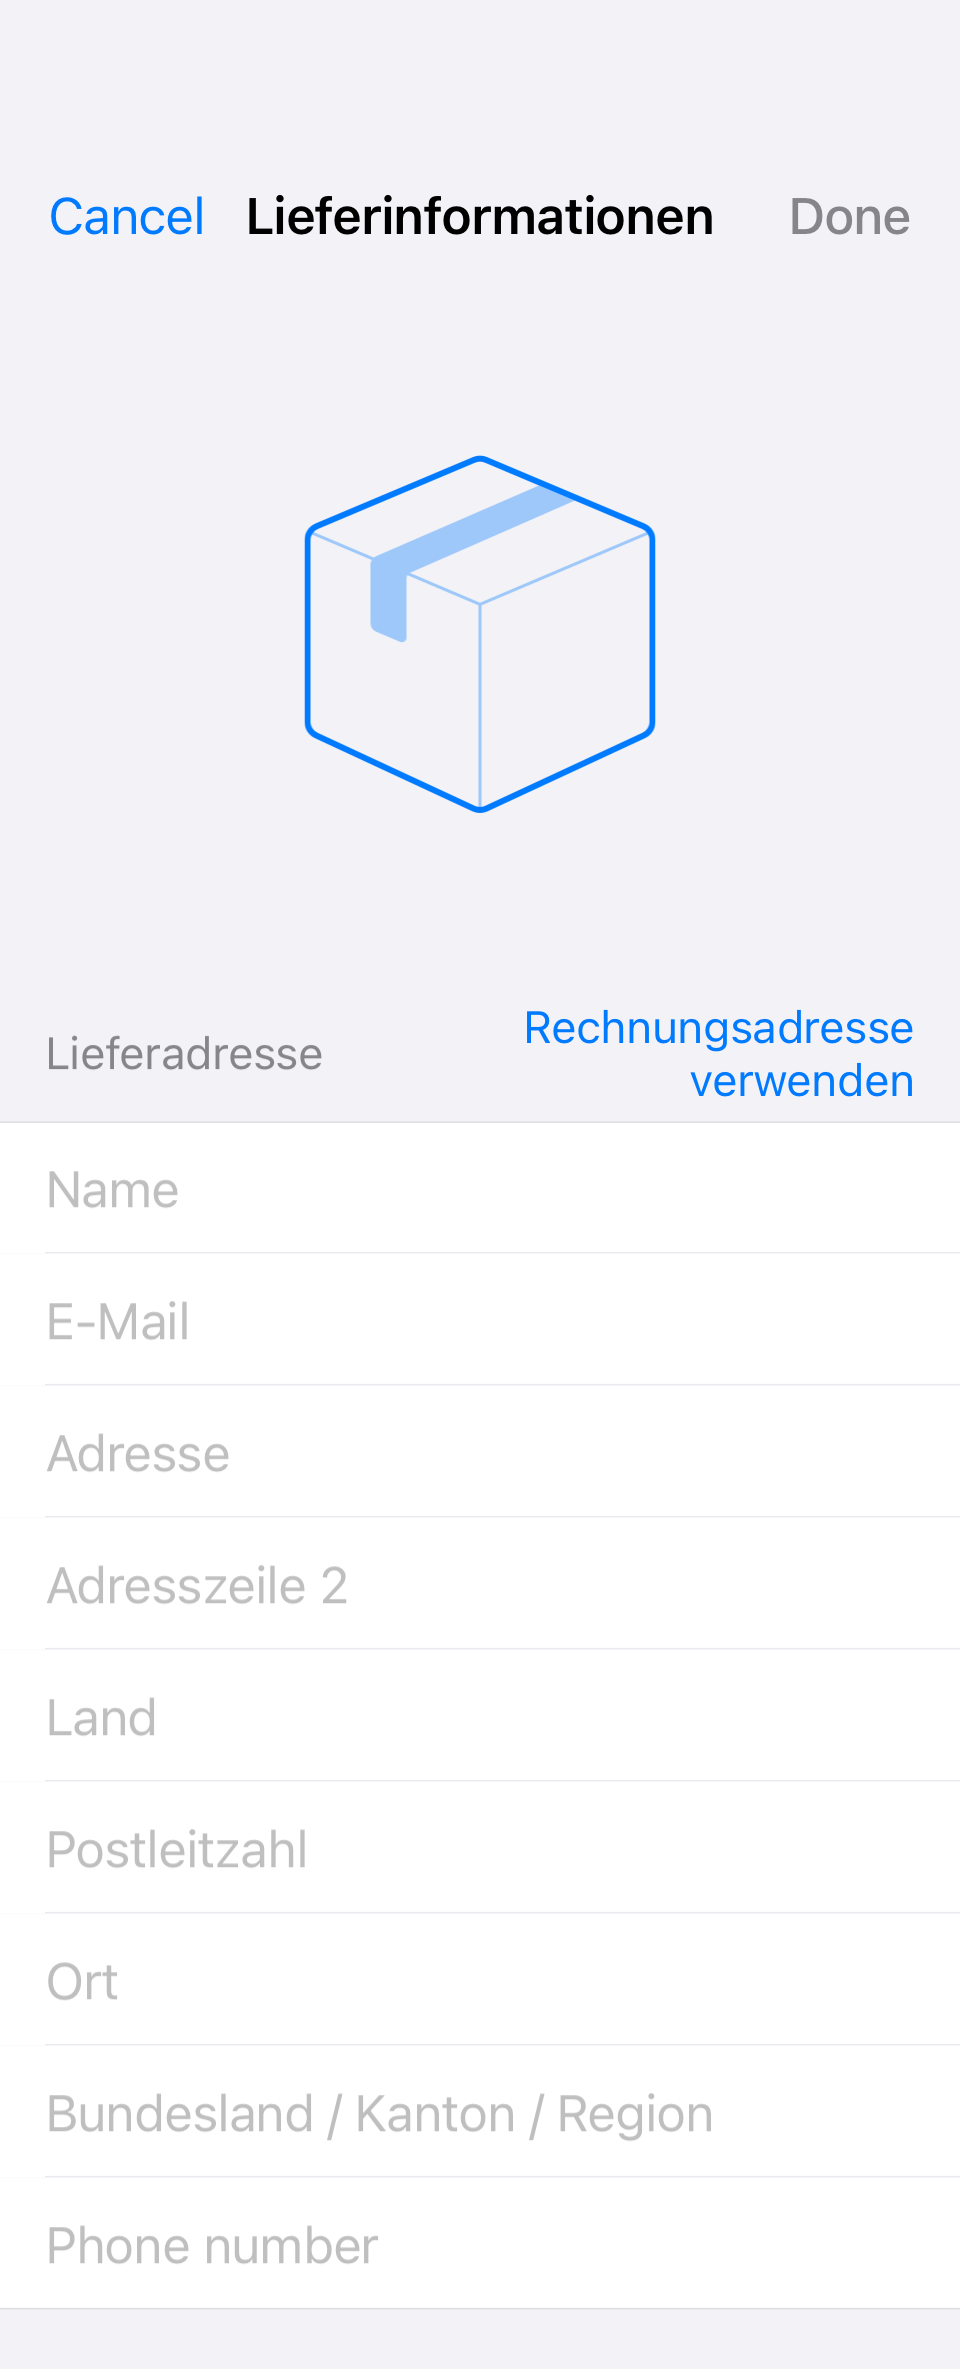 Cancel Lieferinformationen Done
Lieferadresse
Rechnungsadresse
verwenden
Name
E-Mail
Adresse
Adresszeile 2
Land
Postleitzahl
Ort
Bundesland / Kanton / Region
Phone number